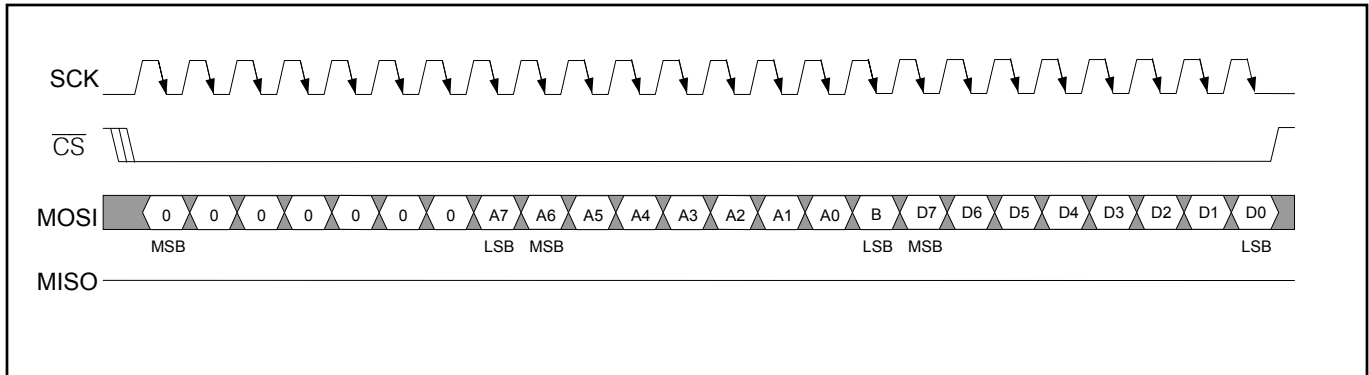 SCK
CS
MOSI 0 0 0 0 0 0 0 A7 A6 A5 A4 A3 A2 A1 A0 B D7 D6 D5 D4 D3 D2 D1 D0
MSB LSB MSB LSB MSB LSB
MISO